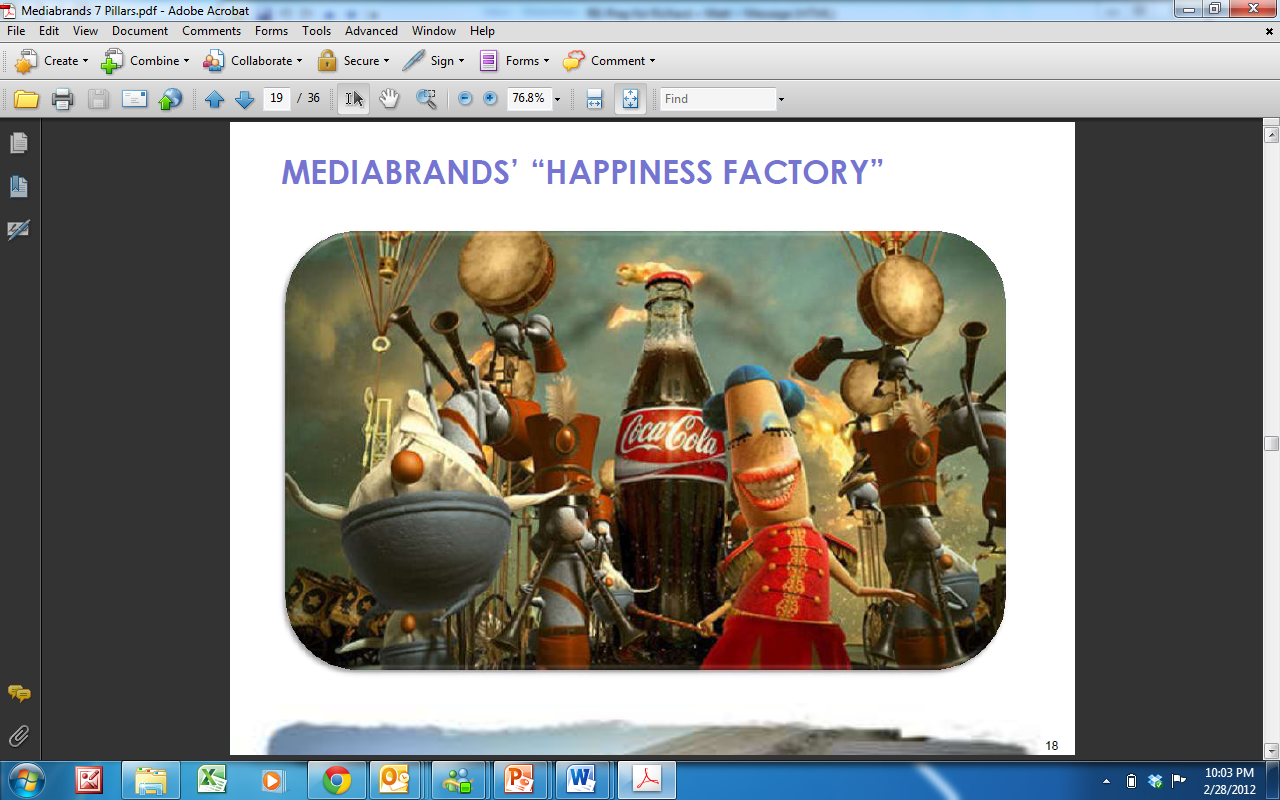 Mediabrands 7 Pillars.pdf - Adobe Acrobat
File Edit View Document Comments Forms Tools Advanced Window Help
Create Combine Collaborate Secure Sign Forms Comment
19 / 36 76.8% Find
MEDIABRANDS’ “HAPPINESS FACTORY”
Coca-Cola
18
10:03 PM
2/28/2012